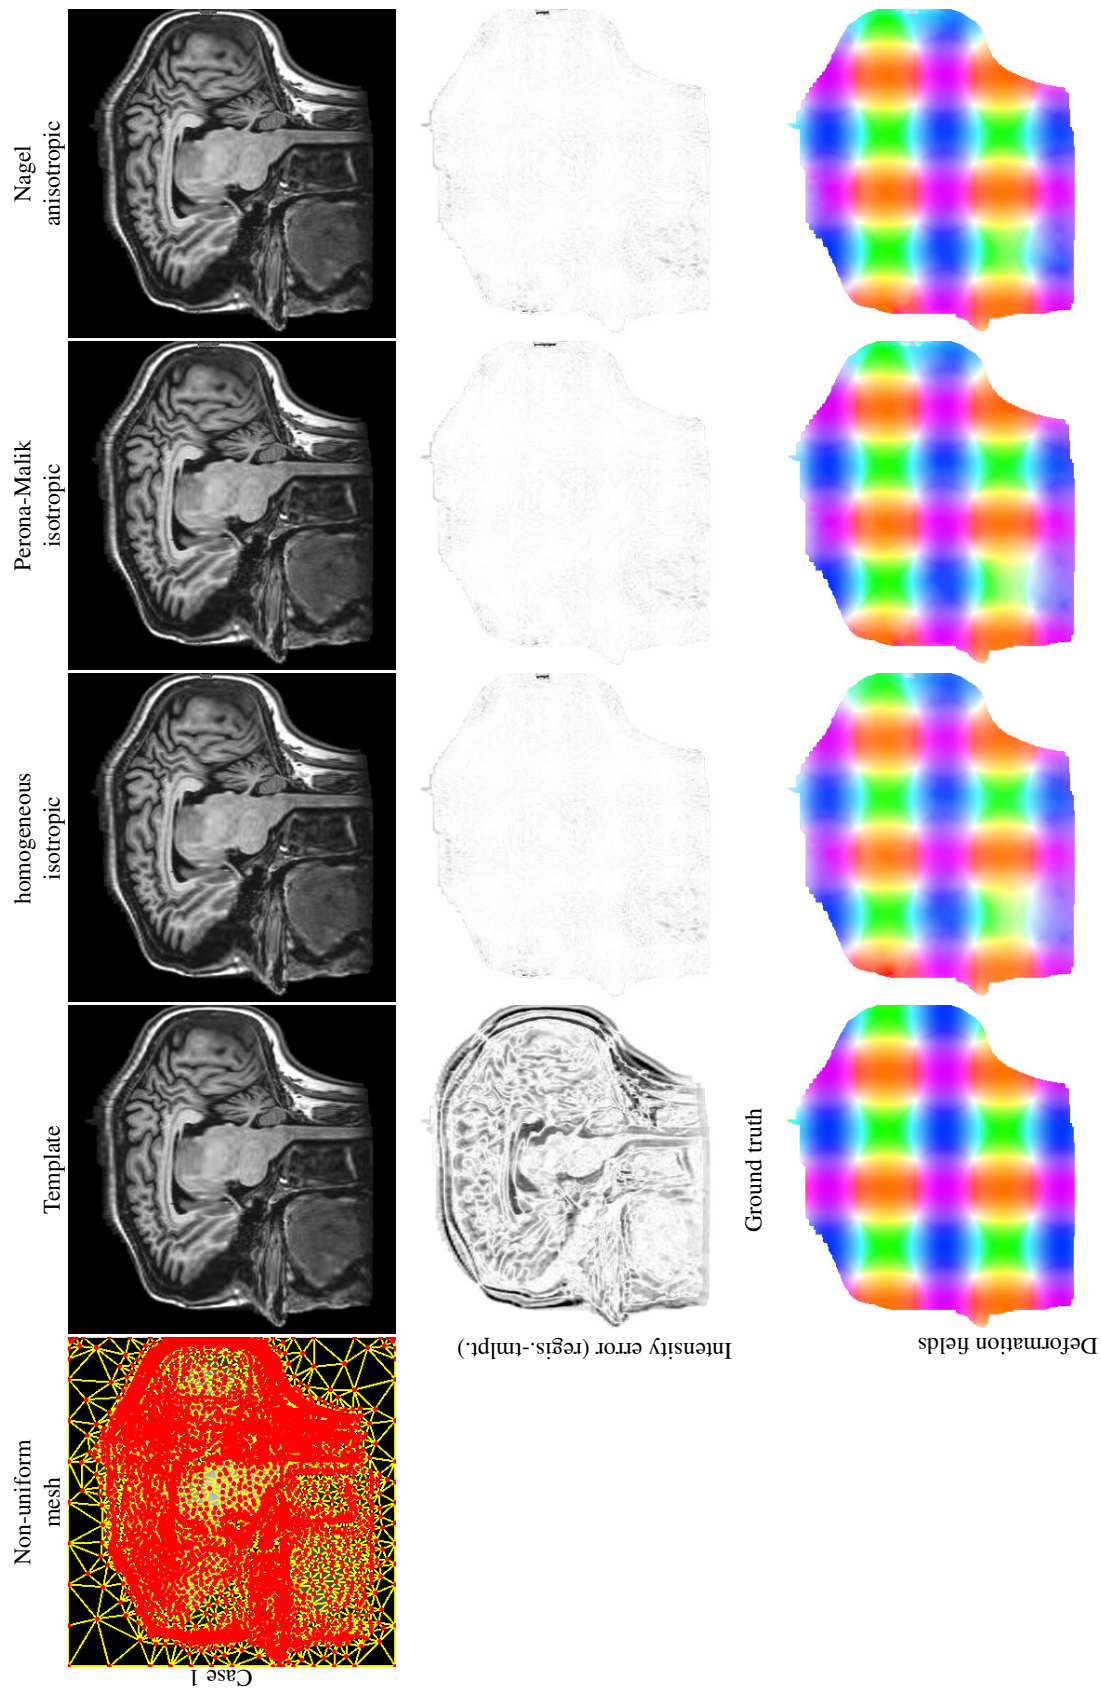 Non-uniform
mesh
Template
homogeneous
isotropic
Perona-Malik
isotropic
Nagel
anisotropic
Case 1
Intensity error (regis.-tmlpt.)
Ground truth
Deformation fields